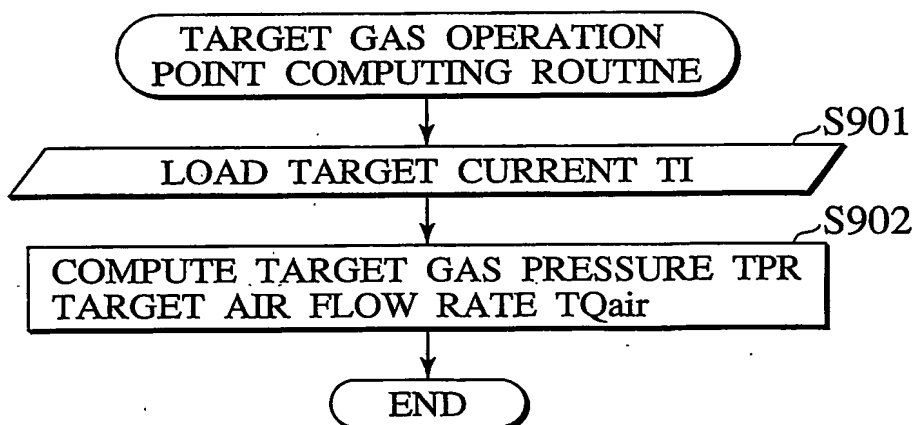 TARGET GAS OPERATION
POINT COMPUTING ROUTINE
S901
LOAD TARGET CURRENT TI
S902
COMPUTE TARGET GAS PRESSURE TPR
TARGET AIR FLOW RATE TQair
END